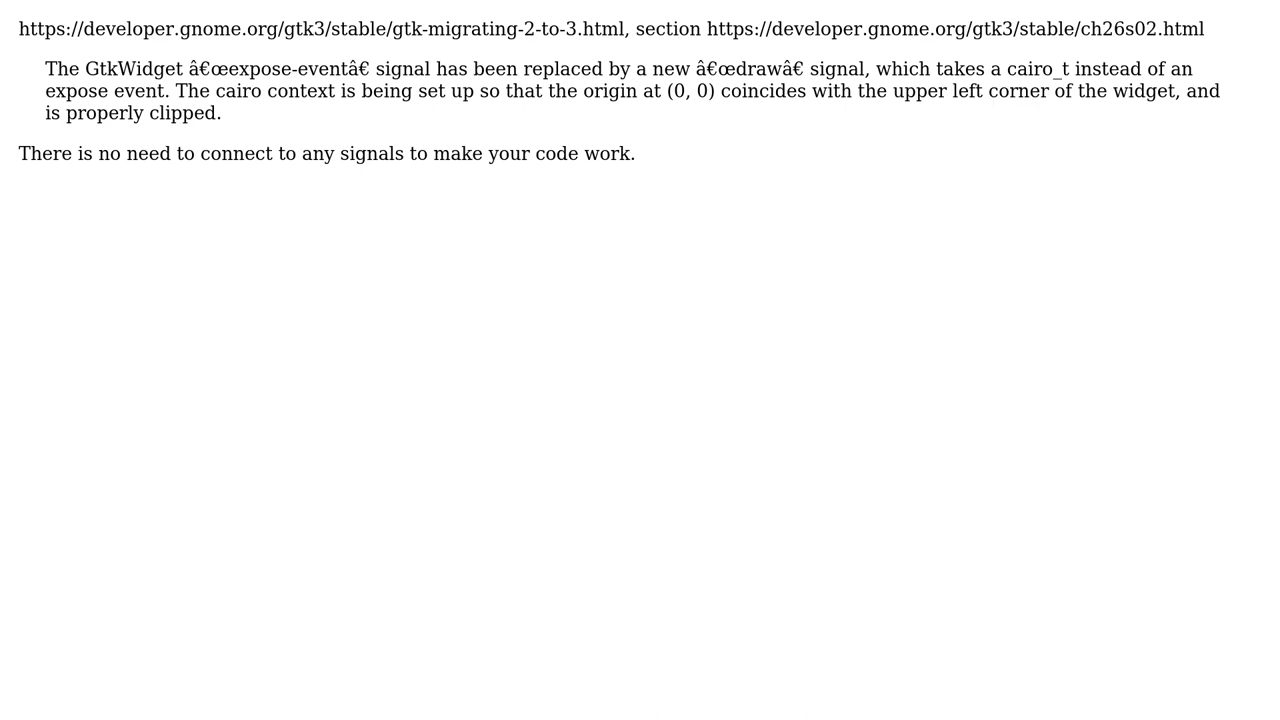 https://developer.gnome.org/gtk3/stable/gtk-migrating-2-to-3.html, section https://developer.gnome.org/gtk3/stable/ch26s02.html
The GtkWidget â€œexpose-eventâ€ signal has been replaced by a new â€œdrawâ€ signal, which takes a cairo_t instead of an
expose event. The cairo context is being set up so that the origin at (0, 0) coincides with the upper left corner of the widget, and
is properly clipped.
There is no need to connect to any signals to make your code work.